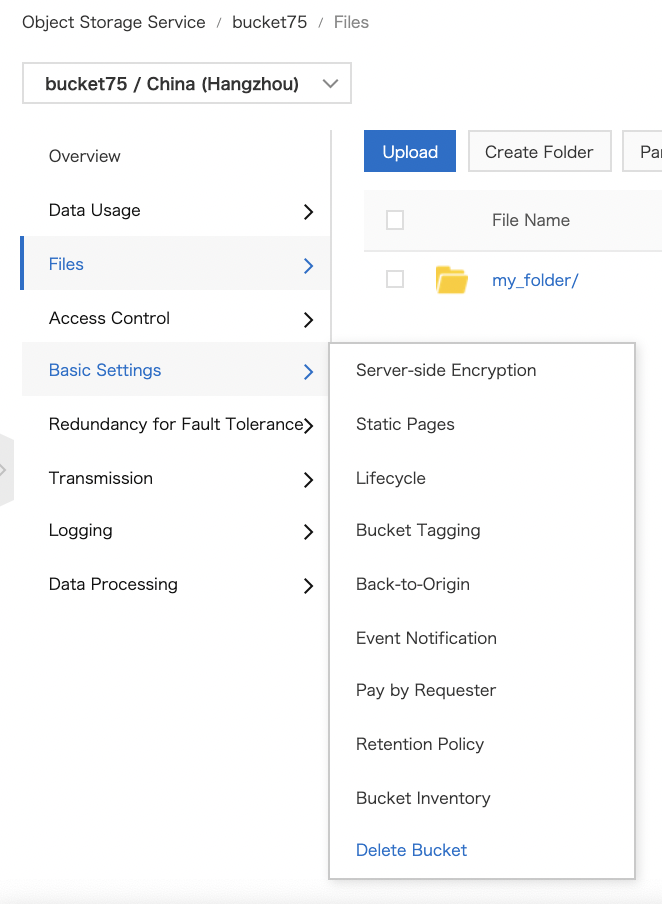 Object Storage Service / bucket75 / Files
bucket75 / China (Hangzhou)
Overview
Data Usage
Files
Access Control
Basic Settings
Redundancy for Fault Tolerance
Transmission
Logging
Data Processing
Upload
Create Folder
File Name
my_folder/
Server-side Encryption
Static Pages
Lifecycle
Bucket Tagging
Back-to-Origin
Event Notification
Pay by Requester
Retention Policy
Bucket Inventory
Delete Bucket